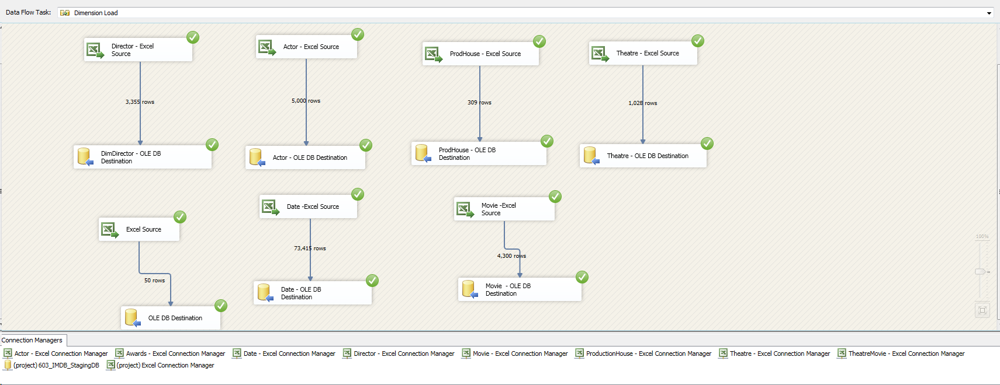 Data Flow Task: Dimension Load
Director - Excel
Source
Actor - Excel Source
ProdHouse - Excel Source
Theatre - Excel Source
3,355 rows
5,000 rows
309 rows
1,028 rows
DimDirector - OLE DB
Destination
Actor - OLE DB Destination
ProdHouse - OLE DB
Destination
Theatre - OLE DB Destination
Excel Source
Date -Excel Source
Movie -Excel
Source
50 rows
73,415 rows
4,300 rows
OLE DB Destination
Date - OLE DB
Destination
Movie - OLE DB
Destination
100%
Connection Managers
Actor - Excel Connection Manager Awards - Excel Connection Manager Date - Excel Connection Manager Director - Excel Connection Manager Movie - Excel Connection Manager ProductionHouse - Excel Connection Manager Theatre - Excel Connection Manager TheatreMovie - Excel Connection Manager
(project) 603_IMDB_StagingDB (project) Excel Connection Manager